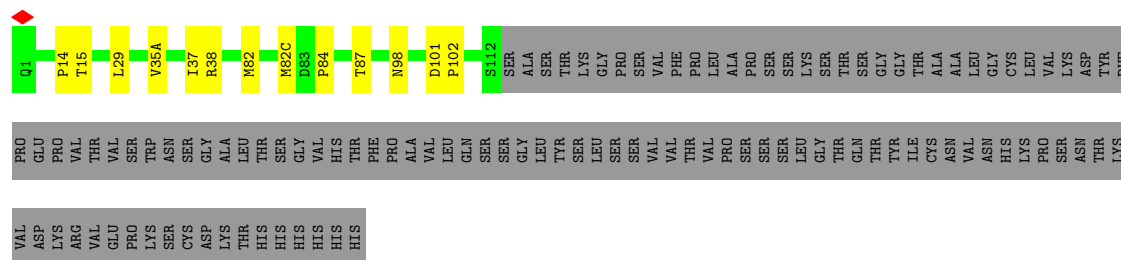 Q1 P14 T15 L29 V35A I37 R38 M82 M82C D83 P84 T87 N98 D101 P102 S112 SER ALA SER THR LYS GLY PRO SER VAL PHE PRO LEU ALA PRO SER SER LYS SER THR SER GLY GLY THR ALA ALA LEU GLY CYS LEU VAL LYS ASP TYR PHE
PRO GLU PRO VAL THR VAL SER TRP ASN SER GLY ALA LEU THR SER GLY VAL HIS THR PHE PRO ALA VAL LEU GLN SER SER GLY LEU TYR SER LEU SER SER VAL VAL THR VAL PRO SER SER SER LEU GLY THR GLN THR TYR ILE CYS ASN VAL ASN HIS LYS PRO SER ASN THR LYS
VAL ASP LYS ARG VAL GLU PRO LYS SER CYS ASP LYS THR HIS HIS HIS HIS HIS HIS